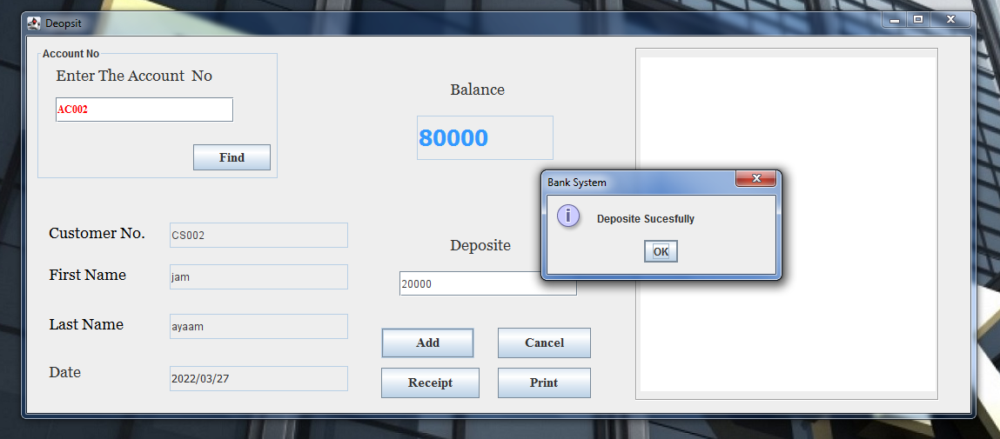 Deopsit
Account No
Enter The Account No
AC002
Find
Balance
80000
Bank System
Deposite Sucesfully
OK
Customer No.
CS002
First Name
jam
Last Name
ayaam
Date
2022/03/27
Deposite
20000
Add
Cancel
Receipt
Print